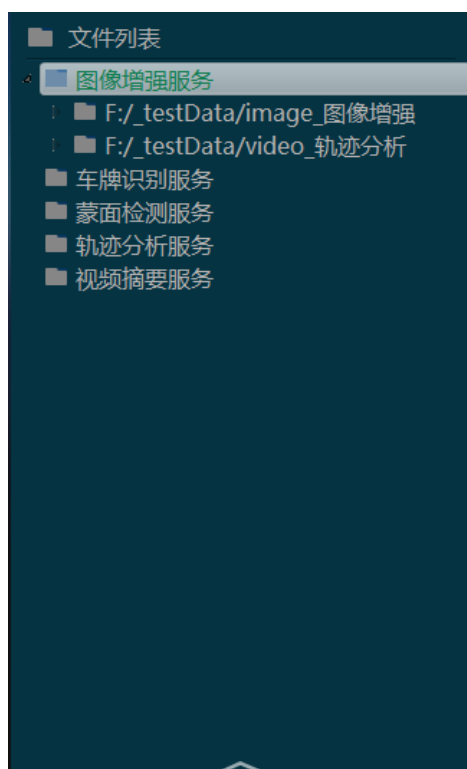 文件列表
图像增强服务
F:/_testData/image_图像增强
F:/_testData/video_轨迹分析
车牌识别服务
蒙面检测服务
轨迹分析服务
视频摘要服务